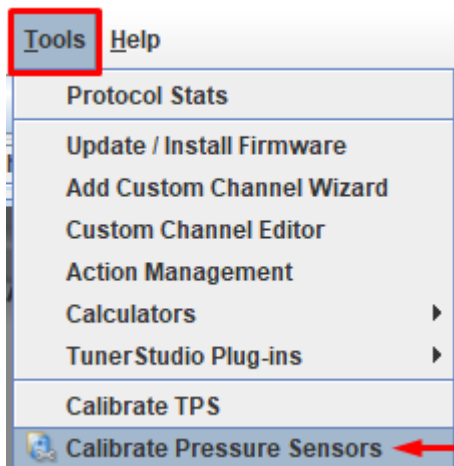 Tools Help
Protocol Stats
Update / Install Firmware
Add Custom Channel Wizard
Custom Channel Editor
Action Management
Calculators
TunerStudio Plug-ins
Calibrate TPS
Calibrate Pressure Sensors